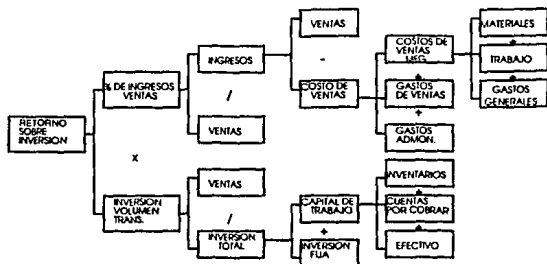 VENTAS
COSTOS DE
VENTAS
MFG.
MATERIALES
+
INGRESOS
-
TRABAJO
% DE INGRESOS
VENTAS
COSTO DE
VENTAS
+
GASTOS
DE VENTAS
+
GASTOS
GENERALES
/
+
VENTAS
GASTOS
ADMON.
RETORNO
SOBRE
INVERSION
X
VENTAS
INVENTARIOS
+
INVERSION
VOLUMEN
TRANS.
/
CAPITAL DE
TRABAJO
CUENTAS
POR COBRAR
+
+
INVERSION
TOTAL
INVERSION
FIJA
EFECTIVO